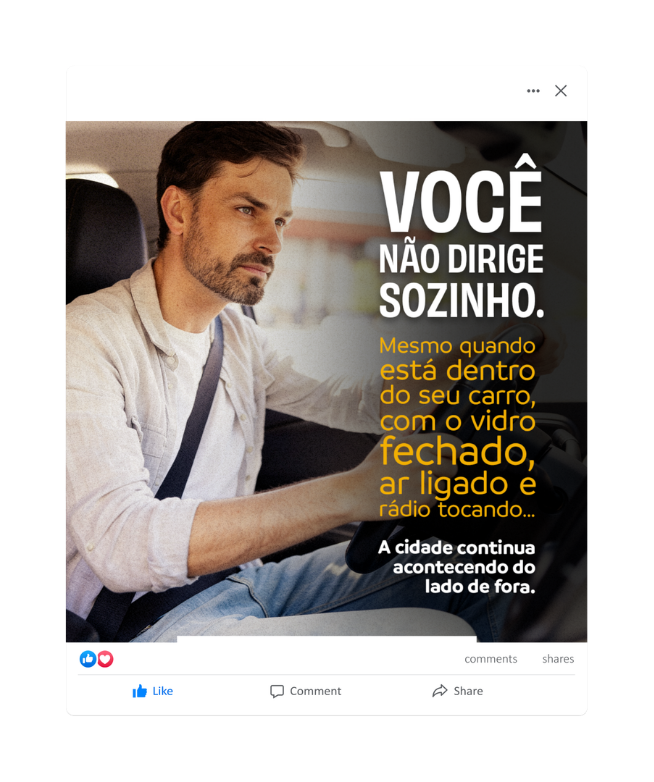 VOCÊ
NÃO DIRIGE
SOZINHO.
Mesmo quando
está dentro
do seu carro,
com o vidro
fechado,
ar ligado e
rádio tocando...
A cidade continua
acontecendo do
lado de fora.
comments shares
Like Comment Share